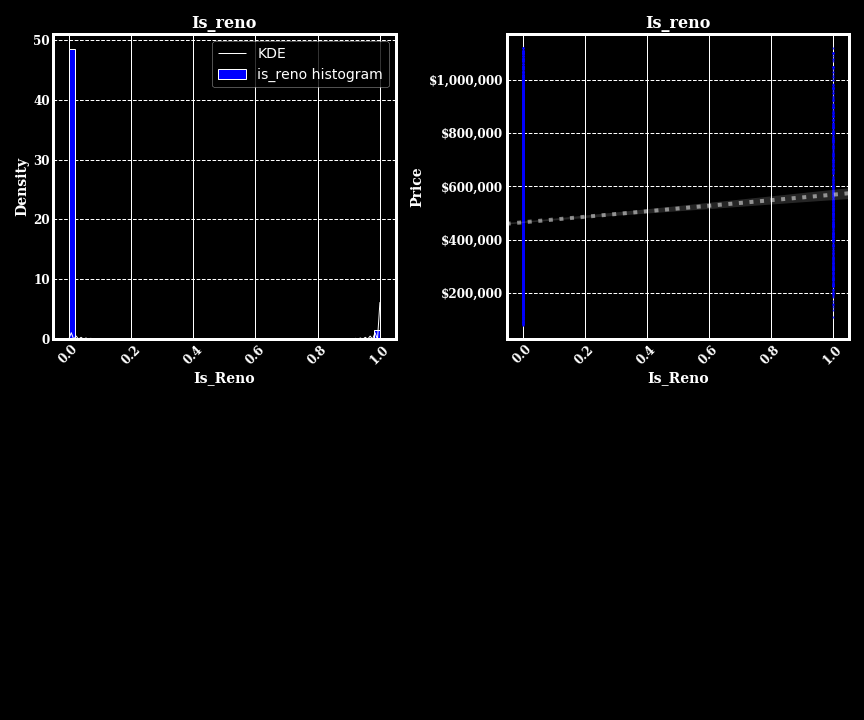 Is_reno
50
40
30
20
10
0
Density
KDE
is_reno histogram
0.0
0.2
0.4
0.6
0.8
1.0
Is_Reno
Is_reno
$1,000,000
$800,000
$600,000
$400,000
$200,000
Price
0.0
0.2
0.4
0.6
0.8
1.0
Is_Reno